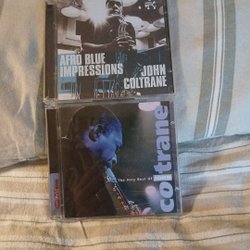 AFRO BLUE
IMPRESSIONS
JOHN
COLTRANE
The Very Best Of
coltrane